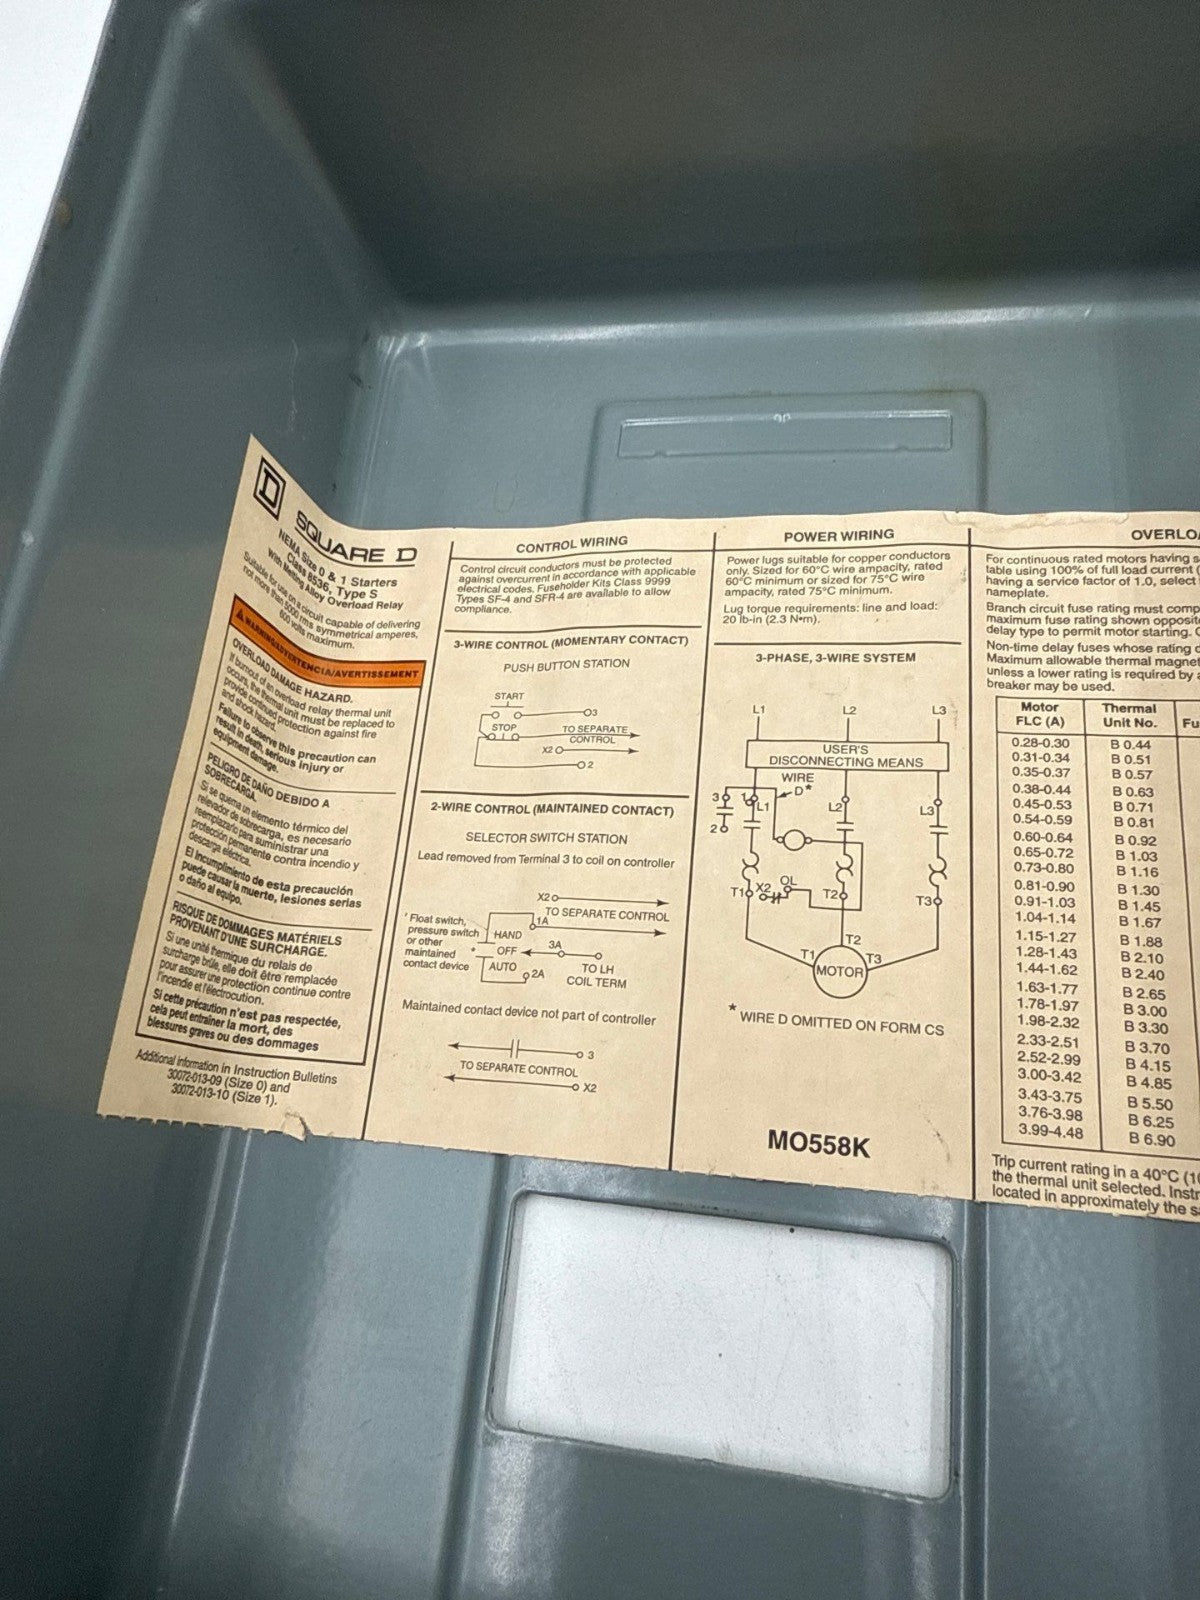 D
SQUARE D
NEMA Size 0 & 1 Starters
Class 8536, Type S
with Melting Alloy Overload Relay
Suitable for use on a circuit capable of delivering
not more than 5000 rms symmetrical amperes,
600 volts maximum.
WARNING/ADVERTENCIA/AVERTISSEMENT
OVERLOAD DAMAGE HAZARD.
If burnout of an overload relay thermal unit
occurs, the thermal unit must be replaced to
provide continued protection against fire
and shock hazard.
Failure to observe this precaution can
result in death, serious injury or
equipment damage.
PELIGRO DE DAÑO DEBIDO A
SOBRECARGA.
Si se quema un elemento térmico del
relevador de sobrecarga, es necesario
reemplazarlo para suministrar una
protección permanente contra incendio y
descarga eléctrica.
El incumplimiento de esta precaución
puede causar la muerte, lesiones serias
o daño al equipo.
RISQUE DE DOMMAGES MATÉRIELS
PROVENANT D'UNE SURCHARGE.
Si une unité thermique du relais de
surcharge brûle, elle doit être remplacée
pour assurer une protection continue contre
l'incendie et l'électrocution.
Si cette précaution n'est pas respectée,
cela peut entraîner la mort, des
blessures graves ou des dommages
Additional information in Instruction Bulletins
30072-013-09 (Size 0) and
30072-013-10 (Size 1).
CONTROL WIRING
Control circuit conductors must be protected
against overcurrent in accordance with applicable
electrical codes. Fuseholder Kits Class 9999
Types SF-4 and SFR-4 are available to allow
compliance.
3-WIRE CONTROL (MOMENTARY CONTACT)
PUSH BUTTON STATION
START
3
STOP
TO SEPARATE
CONTROL
X2
2
2-WIRE CONTROL (MAINTAINED CONTACT)
SELECTOR SWITCH STATION
Lead removed from Terminal 3 to coil on controller
X2
TO SEPARATE CONTROL
1A
* Float switch,
pressure switch
or other
maintained
contact device
HAND
* OFF
3A
AUTO
2A
TO LH
COIL TERM
Maintained contact device not part of controller
3
TO SEPARATE CONTROL
X2
POWER WIRING
Power lugs suitable for copper conductors
only. Sized for 60°C wire ampacity, rated
60°C minimum or sized for 75°C wire
ampacity, rated 75°C minimum.
Lug torque requirements: line and load:
20 lb-in (2.3 N•m).
3-PHASE, 3-WIRE SYSTEM
L1 L2 L3
USER'S
DISCONNECTING MEANS
WIRE
D*
3 1 L1 L2 L3
2
T1 X2 OL T2 T3
T2
T1 T3
MOTOR
* WIRE D OMITTED ON FORM CS
MO558K
OVERLO
For continuous rated motors having s
table using 100% of full load current (
having a service factor of 1.0, select
nameplate.
Branch circuit fuse rating must comp
maximum fuse rating shown opposite
delay type to permit motor starting.
Non-time delay fuses whose rating
Maximum allowable thermal magnet
unless a lower rating is required by a
breaker may be used.
Motor
FLC (A)
Thermal
Unit No.
Fu
0.28-0.30 B 0.44
0.31-0.34 B 0.51
0.35-0.37 B 0.57
0.38-0.44 B 0.63
0.45-0.53 B 0.71
0.54-0.59 B 0.81
0.60-0.64 B 0.92
0.65-0.72 B 1.03
0.73-0.80 B 1.16
0.81-0.90 B 1.30
0.91-1.03 B 1.45
1.04-1.14 B 1.67
1.15-1.27 B 1.88
1.28-1.43 B 2.10
1.44-1.62 B 2.40
1.63-1.77 B 2.65
1.78-1.97 B 3.00
1.98-2.32 B 3.30
2.33-2.51 B 3.70
2.52-2.99 B 4.15
3.00-3.42 B 4.85
3.43-3.75 B 5.50
3.76-3.98 B 6.25
3.99-4.48 B 6.90
Trip current rating in a 40°C (10
the thermal unit selected. Instr
located in approximately the sa